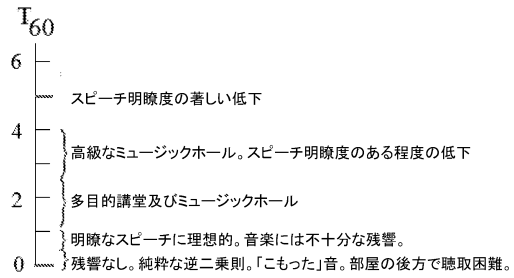 T60
6
スピーチ明瞭度の著しい低下
4
高級なミュージックホール。スピーチ明瞭度のある程度の低下
2
多目的講堂及びミュージックホール
明瞭なスピーチに理想的。音楽には不十分な残響。
0
残響なし。純粋な逆二乗則。「こもった」音。部屋の後方で聴取困難。